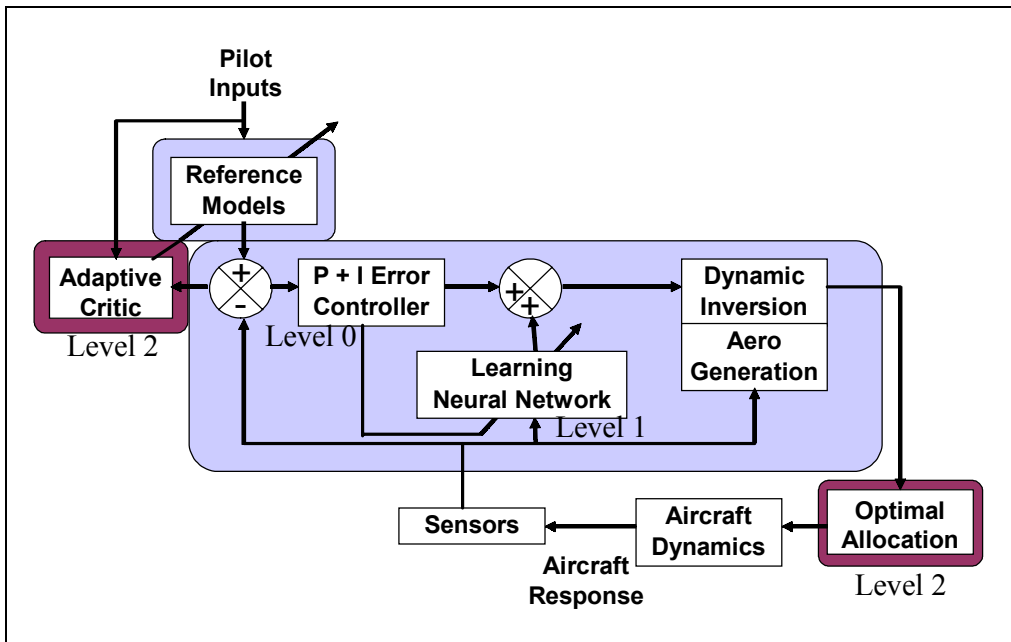 Pilot
Inputs
Reference
Models
Adaptive
Critic
Level 2
+
-
P + I Error
Controller
Level 0
+
+
Dynamic
Inversion
Aero
Generation
Learning
Neural Network
Level 1
Sensors
Aircraft
Dynamics
Optimal
Allocation
Level 2
Aircraft
Response